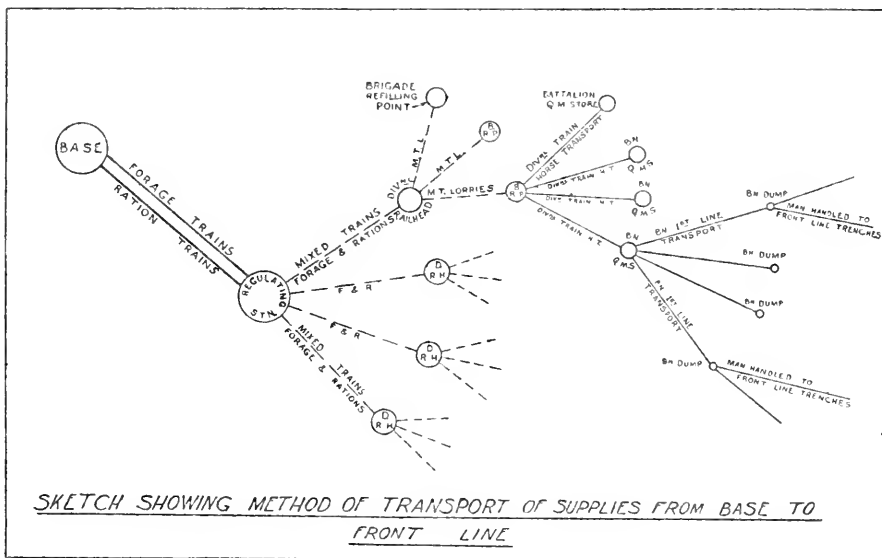 BASE
FORAGE TRAINS
RATION TRAINS
REGULATING
STN.
MIXED TRAINS
FORAGE & RATIONS
DIVNL
RAILHEAD
F & R
D
R H
F & R
D
R H
MIXED TRAINS
FORAGE & RATIONS
D
R H
BRIGADE
REFILLING
POINT
M.T.L
M.T.L
B
R P
M.T. LORRIES
B
R P
BATTALION
Q M STORE
DIVNL TRAIN
HORSE TRANSPORT
DIVNL TRAIN H.T.
BN
Q M S
DIVNL TRAIN H.T.
BN
Q M S
DIVNL TRAIN H.T.
BN
Q M S
BN 1ST LINE
TRANSPORT
BN DUMP
MAN HANDLED TO
FRONT LINE TRENCHES
BN DUMP
BN DUMP
BN 1ST LINE
TRANSPORT
BN DUMP
MAN HANDLED TO
FRONT LINE TRENCHES
SKETCH SHOWING METHOD OF TRANSPORT OF SUPPLIES FROM BASE TO
FRONT LINE